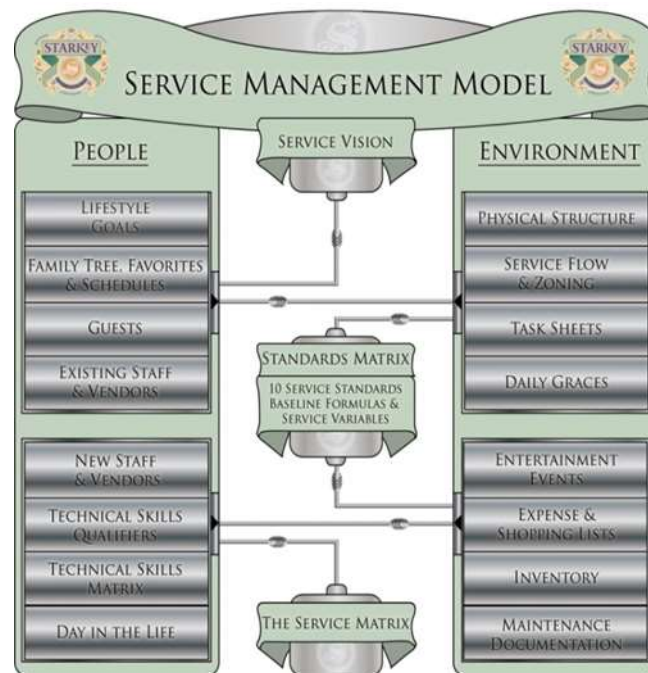 STARKEY
STARKEY
SERVICE MANAGEMENT MODEL
PEOPLE
LIFESTYLE
GOALS
FAMILY TREE, FAVORITES
& SCHEDULES
GUESTS
EXISTING STAFF
& VENDORS
NEW STAFF
& VENDORS
TECHNICAL SKILLS
QUALIFIERS
TECHNICAL SKILLS
MATRIX
DAY IN THE LIFE
SERVICE VISION
STANDARDS MATRIX
10 SERVICE STANDARDS
BASELINE FORMULAS &
SERVICE VARIABLES
THE SERVICE MATRIX
ENVIRONMENT
PHYSICAL STRUCTURE
SERVICE FLOW
& ZONING
TASK SHEETS
DAILY GRACES
ENTERTAINMENT
EVENTS
EXPENSE &
SHOPPING LISTS
INVENTORY
MAINTENANCE
DOCUMENTATION